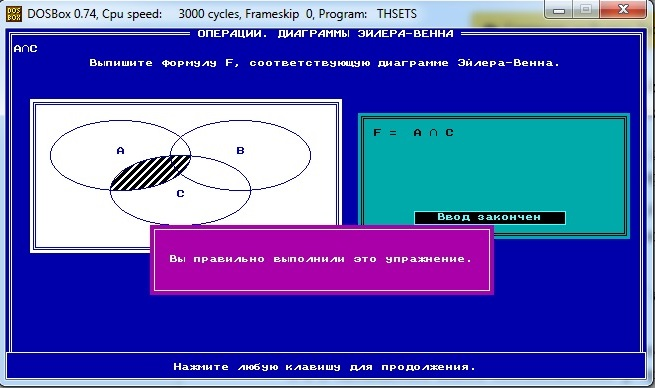 DOSBox 0.74, Cpu speed: 3000 cycles, Frameskip 0, Program: THSETS
ОПЕРАЦИИ. ДИАГРАММЫ ЭЙЛЕРА-ВЕННА
A∩C
Выпишите формулу F, соответствующую диаграмме Эйлера-Венна.
A
B
C
F = A ∩ C
Ввод закончен
Вы правильно выполнили это упражнение.
Нажмите любую клавишу для продолжения.